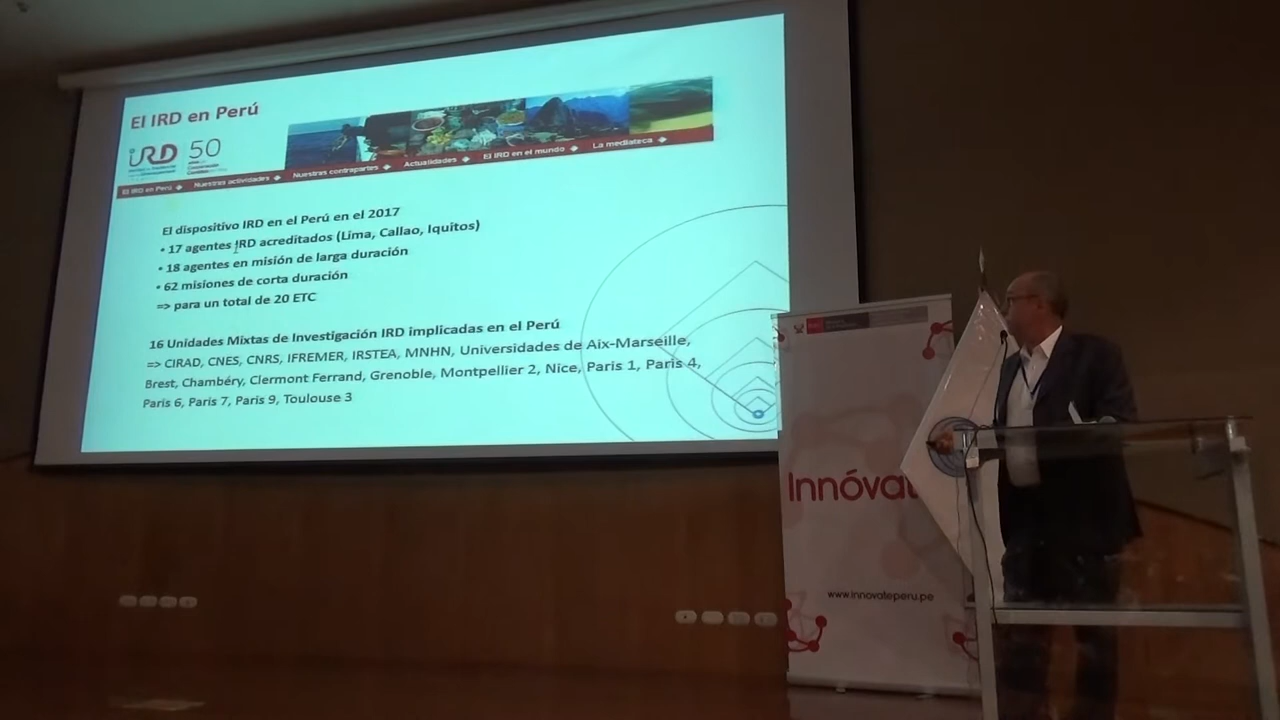 El IRD en Perú
IRD
50
El IRD en Perú
Nuestras actividades
Nuestras contrapartes
Actualidades
El IRD en el mundo
La mediateca
El dispositivo IRD en el Perú en el 2017
• 17 agentes IRD acreditados (Lima, Callao, Iquitos)
• 18 agentes en misión de larga duración
• 62 misiones de corta duración
=> para un total de 20 ETC
16 Unidades Mixtas de Investigación IRD implicadas en el Perú
=> CIRAD, CNES, CNRS, IFREMER, IRSTEA, MNHN, Universidades de Aix-Marseille,
Brest, Chambéry, Clermont Ferrand, Grenoble, Montpellier 2, Nice, Paris 1, Paris 4,
Paris 6, Paris 7, Paris 9, Toulouse 3
Innóva
www.innovateperu.pe